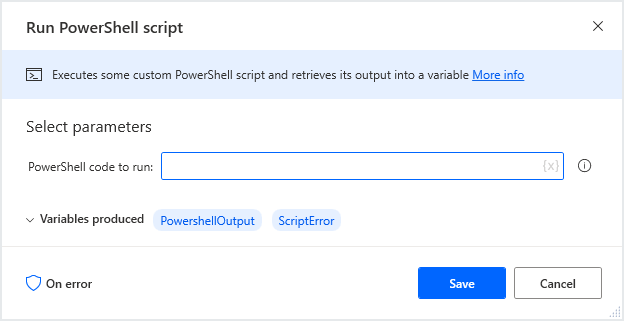 Run PowerShell script
Executes some custom PowerShell script and retrieves its output into a variable More info
Select parameters
PowerShell code to run: {x}
Variables produced PowershellOutput ScriptError
On error Save Cancel